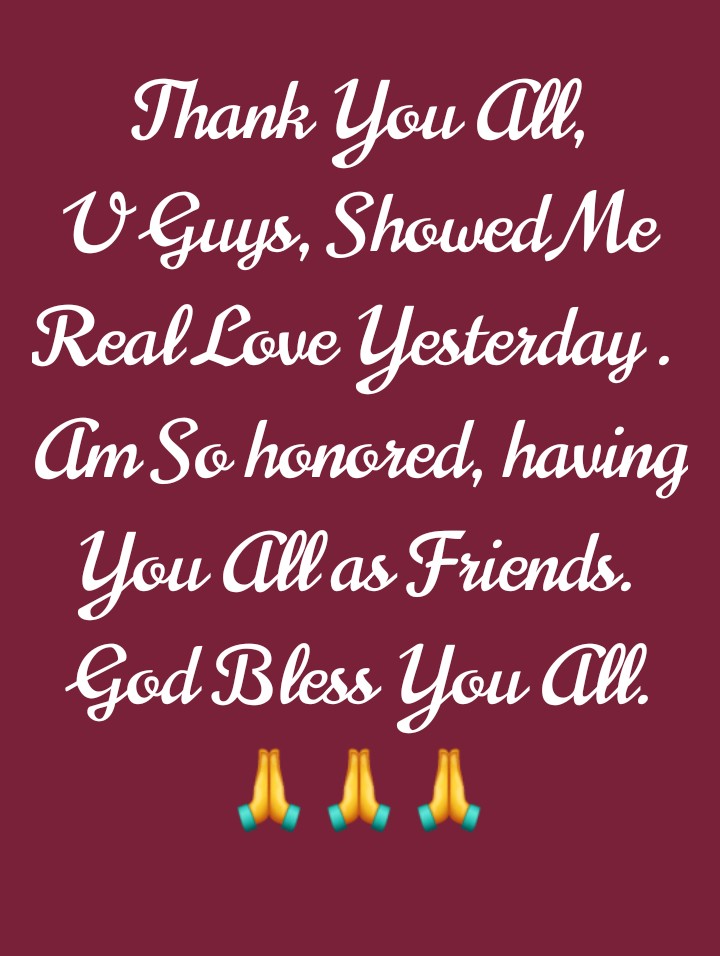 Thank You All,
U Guys, Showed Me
Real Love Yesterday .
Am So honored, having
You All as Friends.
God Bless You All.
🙏 🙏 🙏